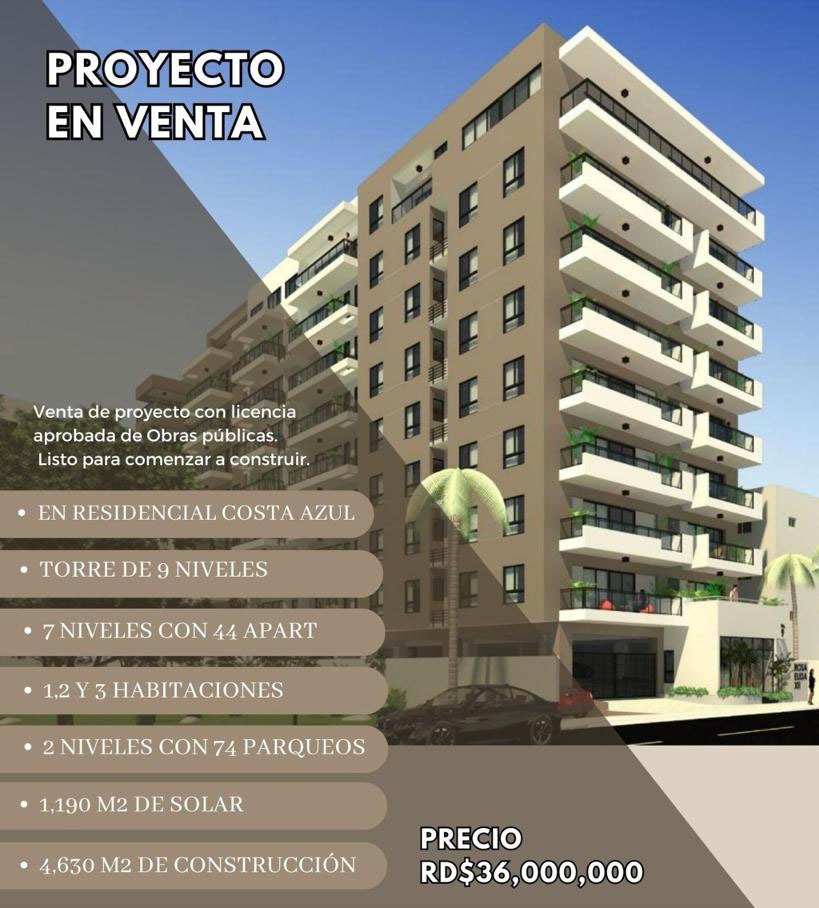 PROYECTO
EN VENTA
Venta de proyecto con licencia
aprobada de Obras públicas.
Listo para comenzar a construir.
• EN RESIDENCIAL COSTA AZUL
• TORRE DE 9 NIVELES
• 7 NIVELES CON 44 APART
• 1,2 Y 3 HABITACIONES
• 2 NIVELES CON 74 PARQUEOS
• 1,190 M2 DE SOLAR
• 4,630 M2 DE CONSTRUCCIÓN
PRECIO
RD$36,000,000